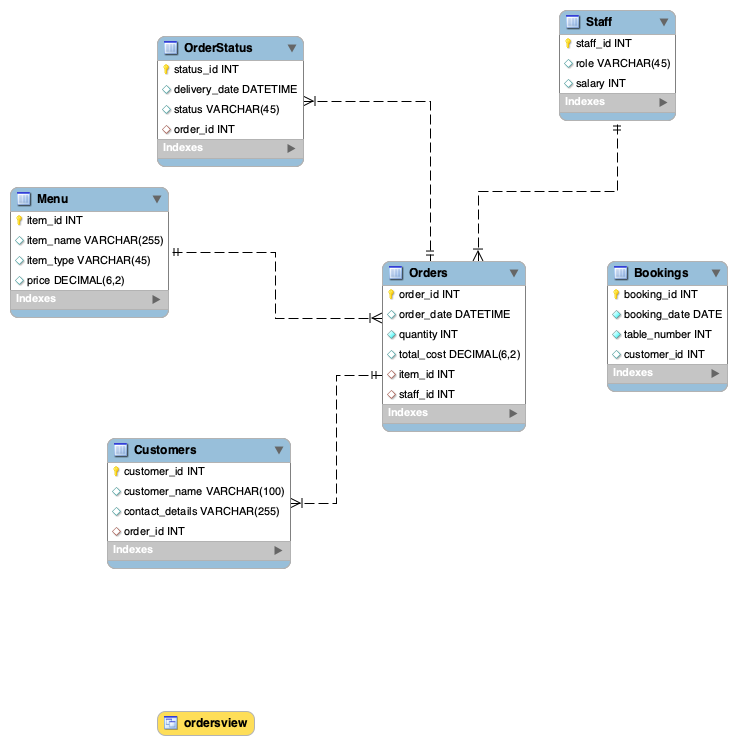 Staff
staff_id INT
role VARCHAR(45)
salary INT
Indexes
OrderStatus
status_id INT
delivery_date DATETIME
status VARCHAR(45)
order_id INT
Indexes
Menu
item_id INT
item_name VARCHAR(255)
item_type VARCHAR(45)
price DECIMAL(6,2)
Indexes
Orders
order_id INT
order_date DATETIME
quantity INT
total_cost DECIMAL(6,2)
item_id INT
staff_id INT
Indexes
Bookings
booking_id INT
booking_date DATE
table_number INT
customer_id INT
Indexes
Customers
customer_id INT
customer_name VARCHAR(100)
contact_details VARCHAR(255)
order_id INT
Indexes
ordersview